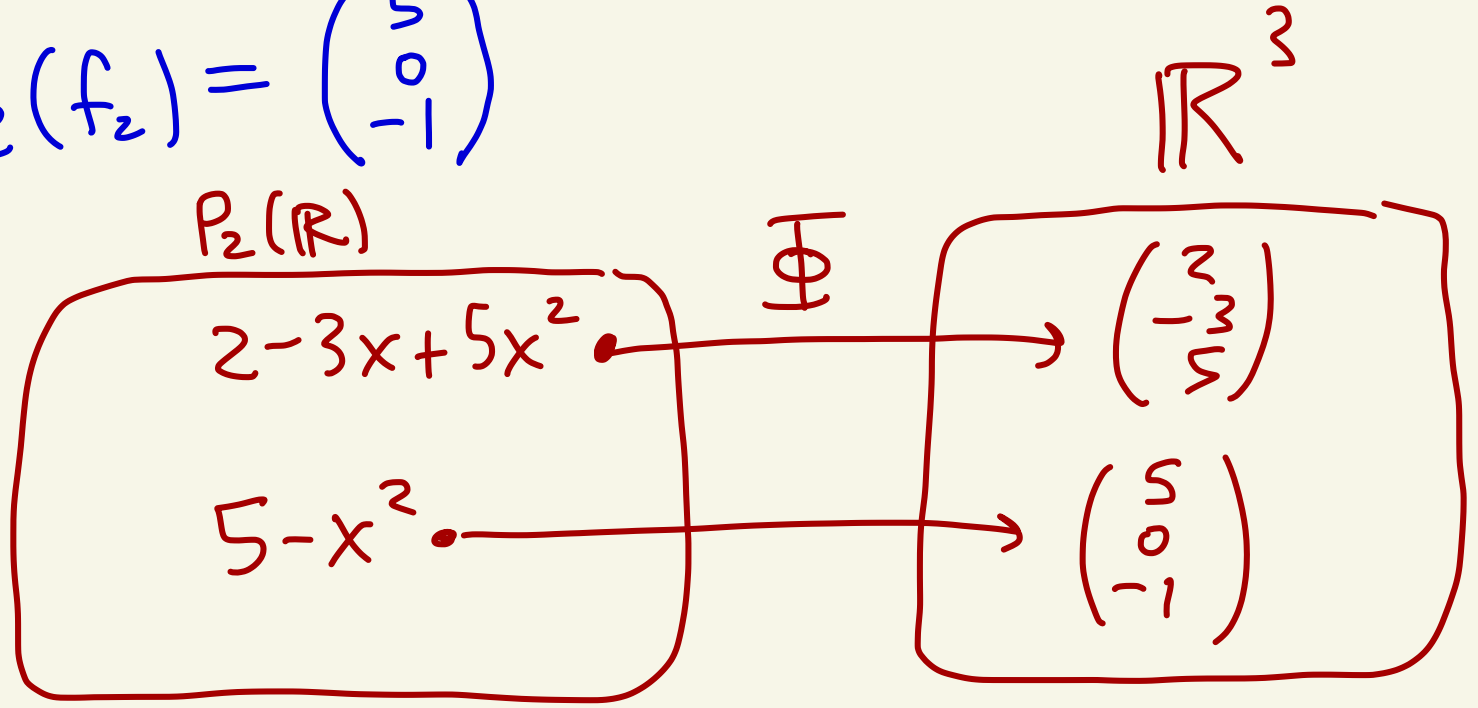 (f₂) = (5 0 -1)
ℝ³
P₂(ℝ)
Φ
2-3x+5x²
(2 -3 5)
5-x²
(5 0 -1)